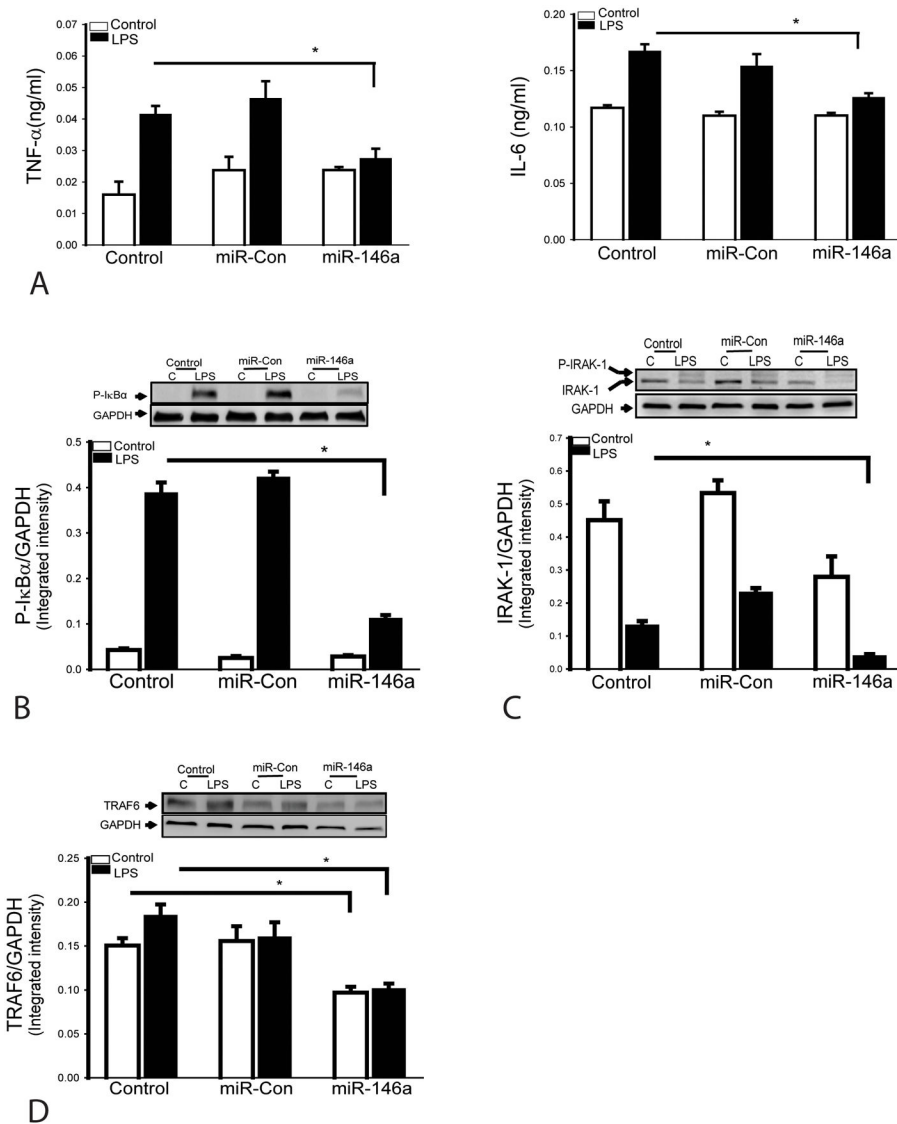 0.07
0.06
0.05
0.04
0.03
0.02
0.01
0.00
TNF-α(ng/ml)
Control
LPS
*
Control
miR-Con
miR-146a
0.20
0.15
0.10
0.05
0.00
IL-6 (ng/ml)
Control
LPS
*
Control
miR-Con
miR-146a
A
Control
miR-Con
miR-146a
C LPS C LPS C LPS
P-IκBα
GAPDH
0.5
0.4
0.3
0.2
0.1
0.0
P-IκBα/GAPDH
(Integrated intensity)
Control
LPS
*
Control
miR-Con
miR-146a
B
Control
miR-Con
miR-146a
C LPS C LPS C LPS
P-IRAK-1
IRAK-1
GAPDH
0.7
0.6
0.5
0.4
0.3
0.2
0.1
0.0
IRAK-1/GAPDH
(Integrated intensity)
Control
LPS
*
Control
miR-Con
miR-146a
C
Control
miR-Con
miR-146a
C LPS C LPS C LPS
TRAF6
GAPDH
0.25
0.20
0.15
0.10
0.05
0.00
TRAF6/GAPDH
(Integrated intensity)
Control
LPS
*
*
Control
miR-Con
miR-146a
D